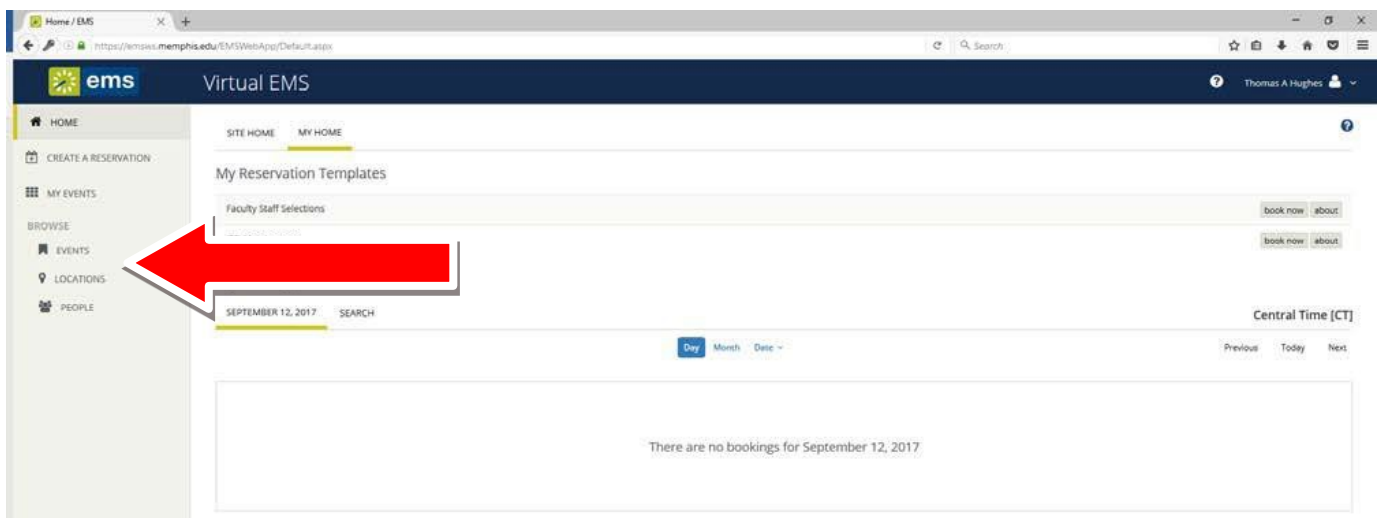 Home / EMS
https://emsws.memphis.edu/EMSWebApp/Default.aspx
Search
ems
Virtual EMS
Thomas A Hughes
HOME
SITE HOME MY HOME
CREATE A RESERVATION
My Reservation Templates
MY EVENTS
Faculty Staff Selections book now about
BROWSE
book now about
EVENTS
LOCATIONS
PEOPLE
SEPTEMBER 12, 2017 SEARCH Central Time [CT]
Day Month Date Previous Today Next
There are no bookings for September 12, 2017